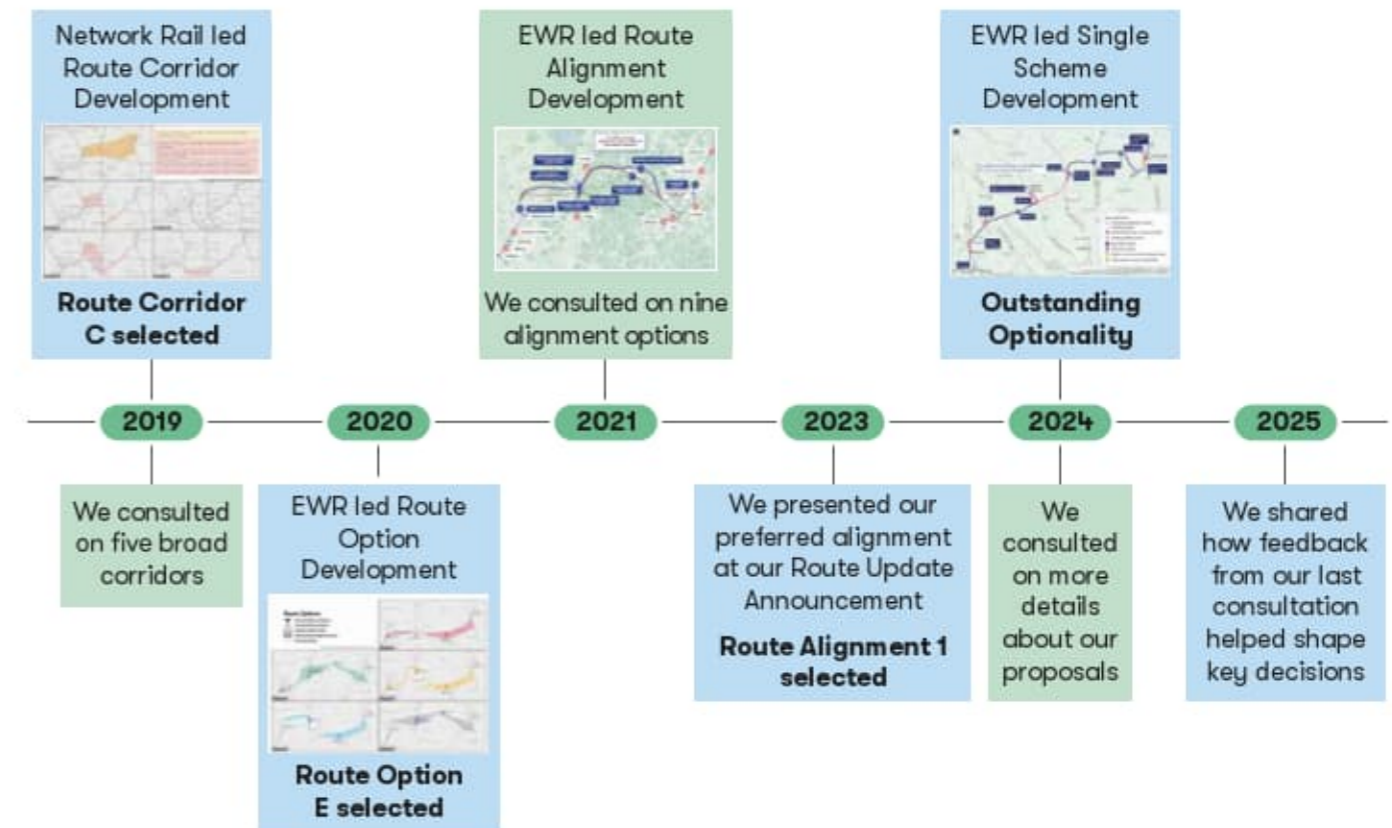 Network Rail led
Route Corridor
Development
Route Corridor
C selected
EWR led Route
Alignment
Development
We consulted on nine
alignment options
EWR led Single
Scheme
Development
Outstanding
Optionality
2019
2020
2021
2023
2024
2025
We consulted
on five broad
corridors
EWR led Route
Option
Development
Route Option
E selected
We presented our
preferred alignment
at our Route Update
Announcement
Route Alignment 1
selected
We
consulted
on more
details
about our
proposals
We shared
how feedback
from our last
consultation
helped shape
key decisions